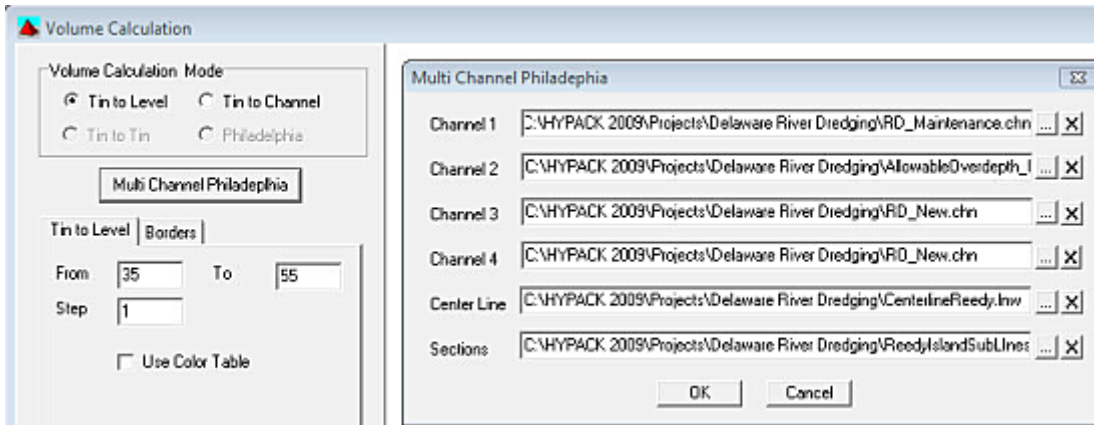 Volume Calculation
Volume Calculation Mode
Tin to Level Tin to Channel
Tin to Tin Philadelphia
Multi Channel Philadelphia
Tin to Level Borders
From 35 To 55
Step 1
Use Color Table
Multi Channel Philadephia
Channel 1 C:\HYPACK 2009\Projects\Delaware River Dredging\RD_Maintenance.chn ... X
Channel 2 C:\HYPACK 2009\Projects\Delaware River Dredging\AllowableOverdepth_ ... X
Channel 3 C:\HYPACK 2009\Projects\Delaware River Dredging\RD_New.chn ... X
Channel 4 C:\HYPACK 2009\Projects\Delaware River Dredging\RD_New.chn ... X
Center Line C:\HYPACK 2009\Projects\Delaware River Dredging\CenterlineReedy.lnw ... X
Sections C:\HYPACK 2009\Projects\Delaware River Dredging\ReedyIslandSubLInes ... X
OK Cancel